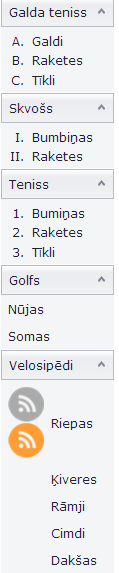 Galda teniss
A. Galdi
B. Raketes
C. Tīkli
Skvošs
I. Bumbiņas
II. Raketes
Teniss
1. Bumiņas
2. Raketes
3. Tīkli
Golfs
Nūjas
Somas
Velosipēdi
Riepas
Ķiveres
Rāmji
Cimdi
Dakšas